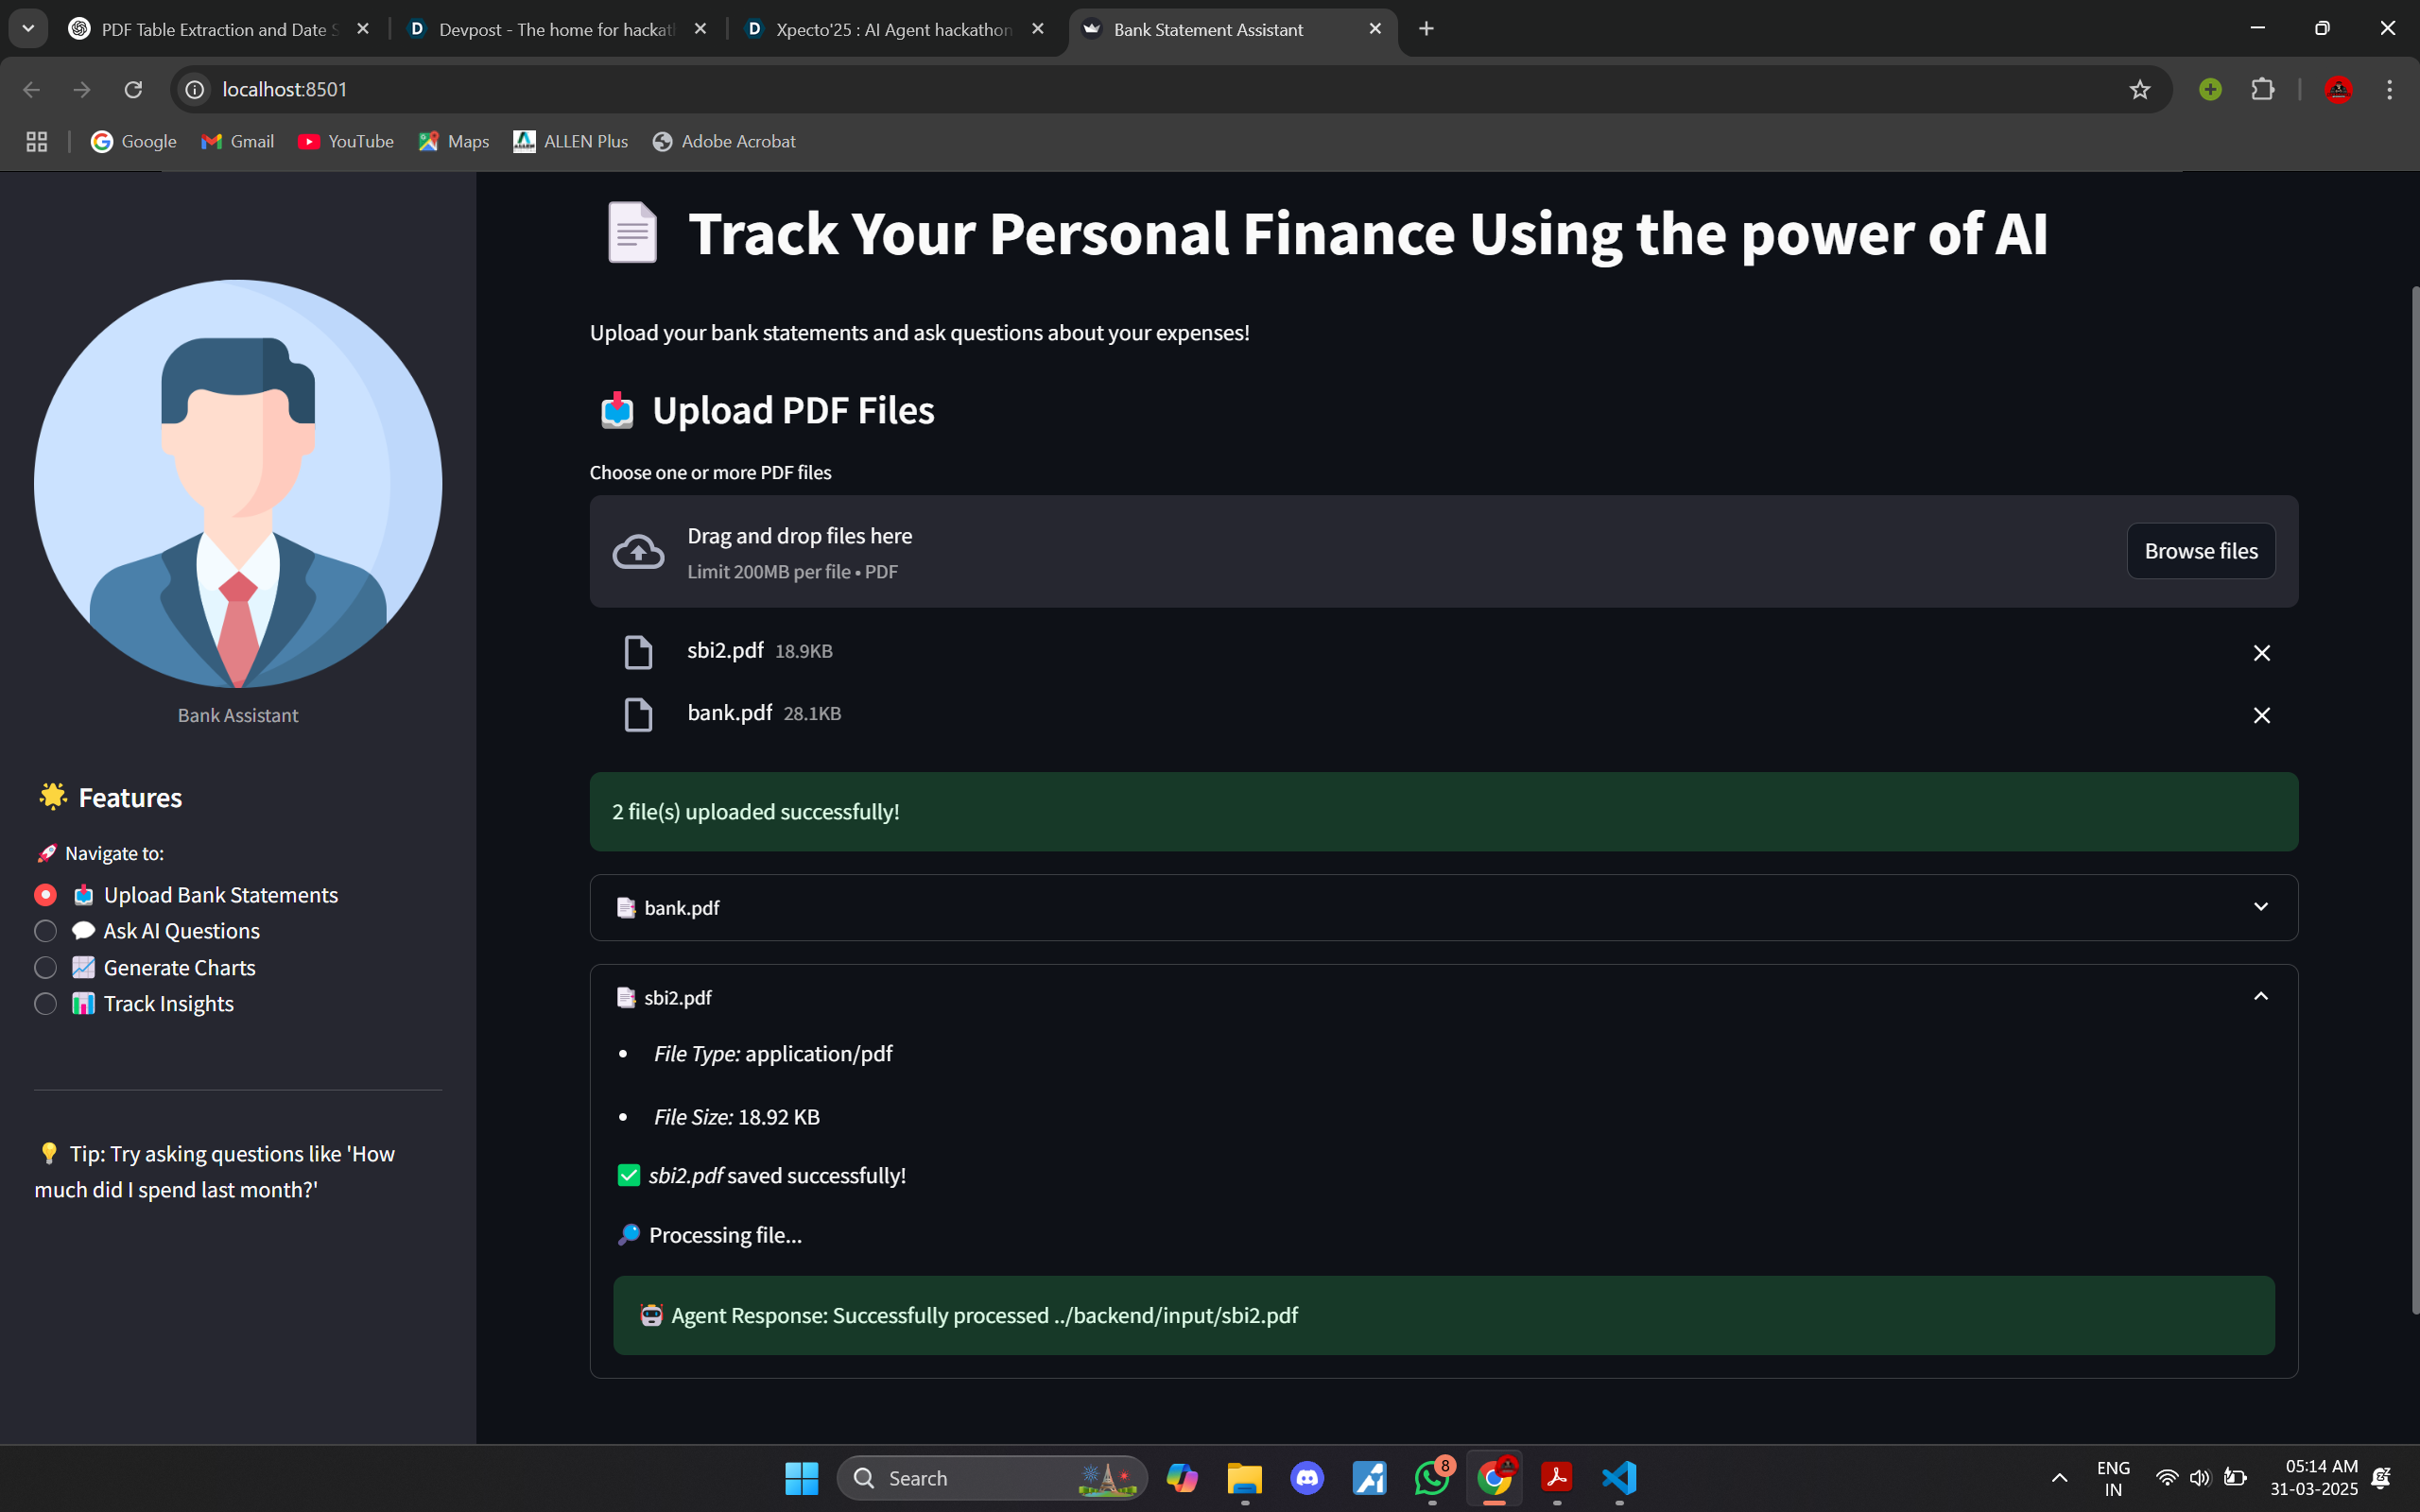 PDF Table Extraction and Date S
Devpost - The home for hackat
Xpecto'25 : AI Agent hackathon
Bank Statement Assistant
localhost:8501
Google
Gmail
YouTube
Maps
ALLEN Plus
Adobe Acrobat
Bank Assistant
🌟 Features
🚀 Navigate to:
📥 Upload Bank Statements
💬 Ask AI Questions
📈 Generate Charts
📊 Track Insights
💡 Tip: Try asking questions like 'How
much did I spend last month?'
📄 Track Your Personal Finance Using the power of AI
Upload your bank statements and ask questions about your expenses!
📥 Upload PDF Files
Choose one or more PDF files
Drag and drop files here
Limit 200MB per file • PDF
Browse files
sbi2.pdf 18.9KB
bank.pdf 28.1KB
2 file(s) uploaded successfully!
📑 bank.pdf
📑 sbi2.pdf
• File Type: application/pdf
• File Size: 18.92 KB
✅ sbi2.pdf saved successfully!
🔎 Processing file...
🤖 Agent Response: Successfully processed ../backend/input/sbi2.pdf
Search
8
ENG
IN
05:14 AM
31-03-2025